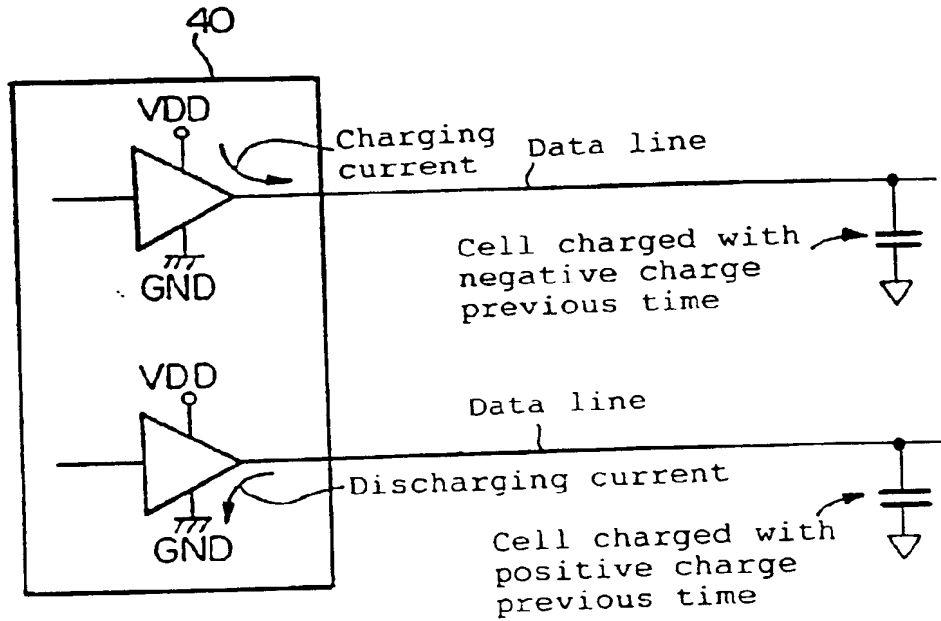 40
VDD
Charging
current
Data line
GND
Cell charged with
negative charge
previous time
VDD
Data line
Discharging current
GND
Cell charged with
positive charge
previous time